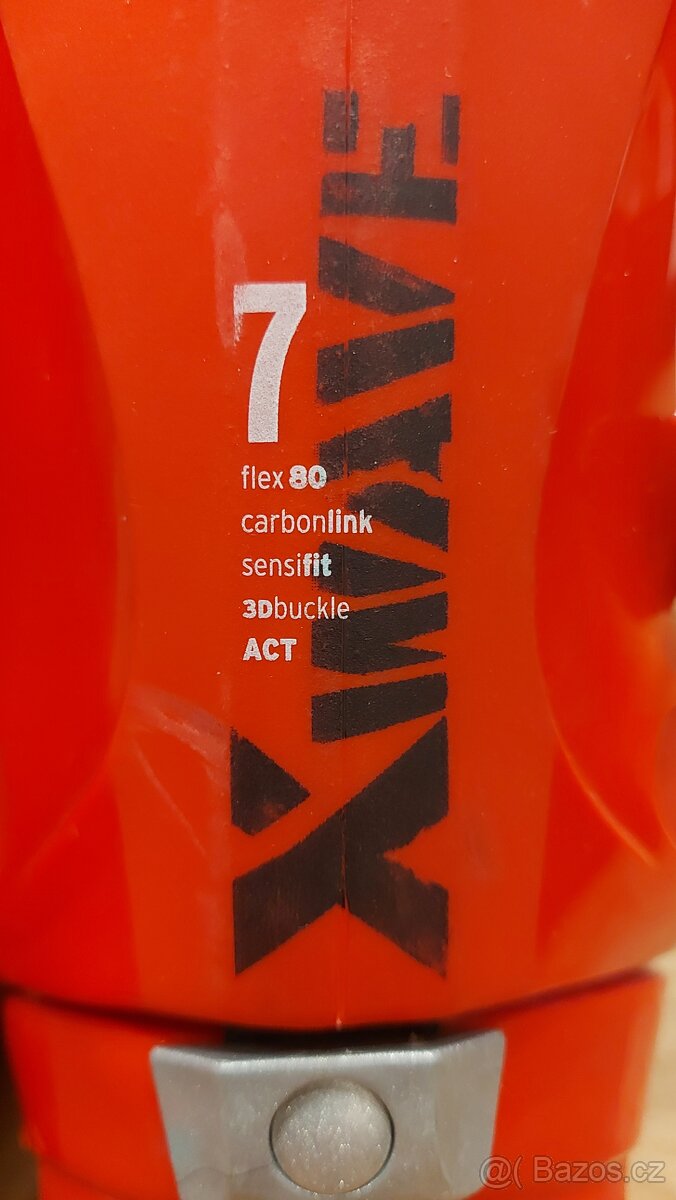 XWAVE
7
flex 80
carbonlink
sensifit
3Dbuckle
ACT
@( Bazos.cz